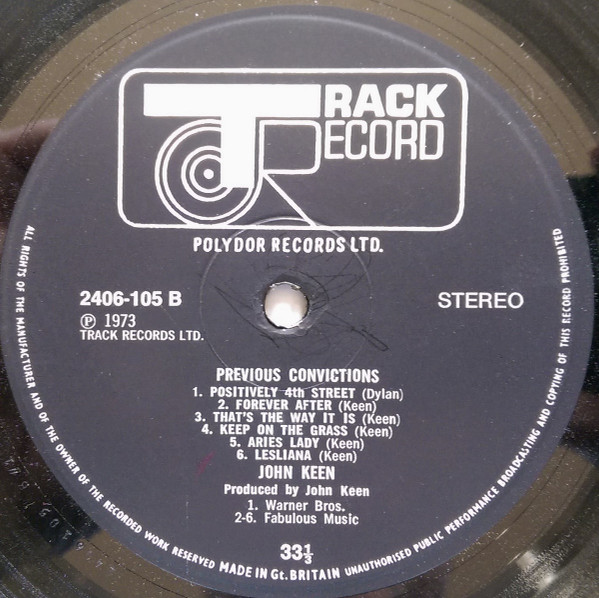 TRACK
RECORD
POLYDOR RECORDS LTD.
2406-105 B
STEREO
Ⓟ 1973
TRACK RECORDS LTD.
PREVIOUS CONVICTIONS
1. POSITIVELY 4th STREET (Dylan)
2. FOREVER AFTER (Keen)
3. THAT'S THE WAY IT IS (Keen)
4. KEEP ON THE GRASS (Keen)
5. ARIES LADY (Keen)
6. LESLIANA (Keen)
JOHN KEEN
Produced by John Keen
1. Warner Bros.
2-6. Fabulous Music
33⅓
ALL RIGHTS OF THE MANUFACTURER AND OF THE OWNER OF THE RECORDED WORK RESERVED MADE IN Gt. BRITAIN UNAUTHORISED PUBLIC PERFORMANCE BROADCASTING AND COPYING OF THIS RECORD PROHIBITED